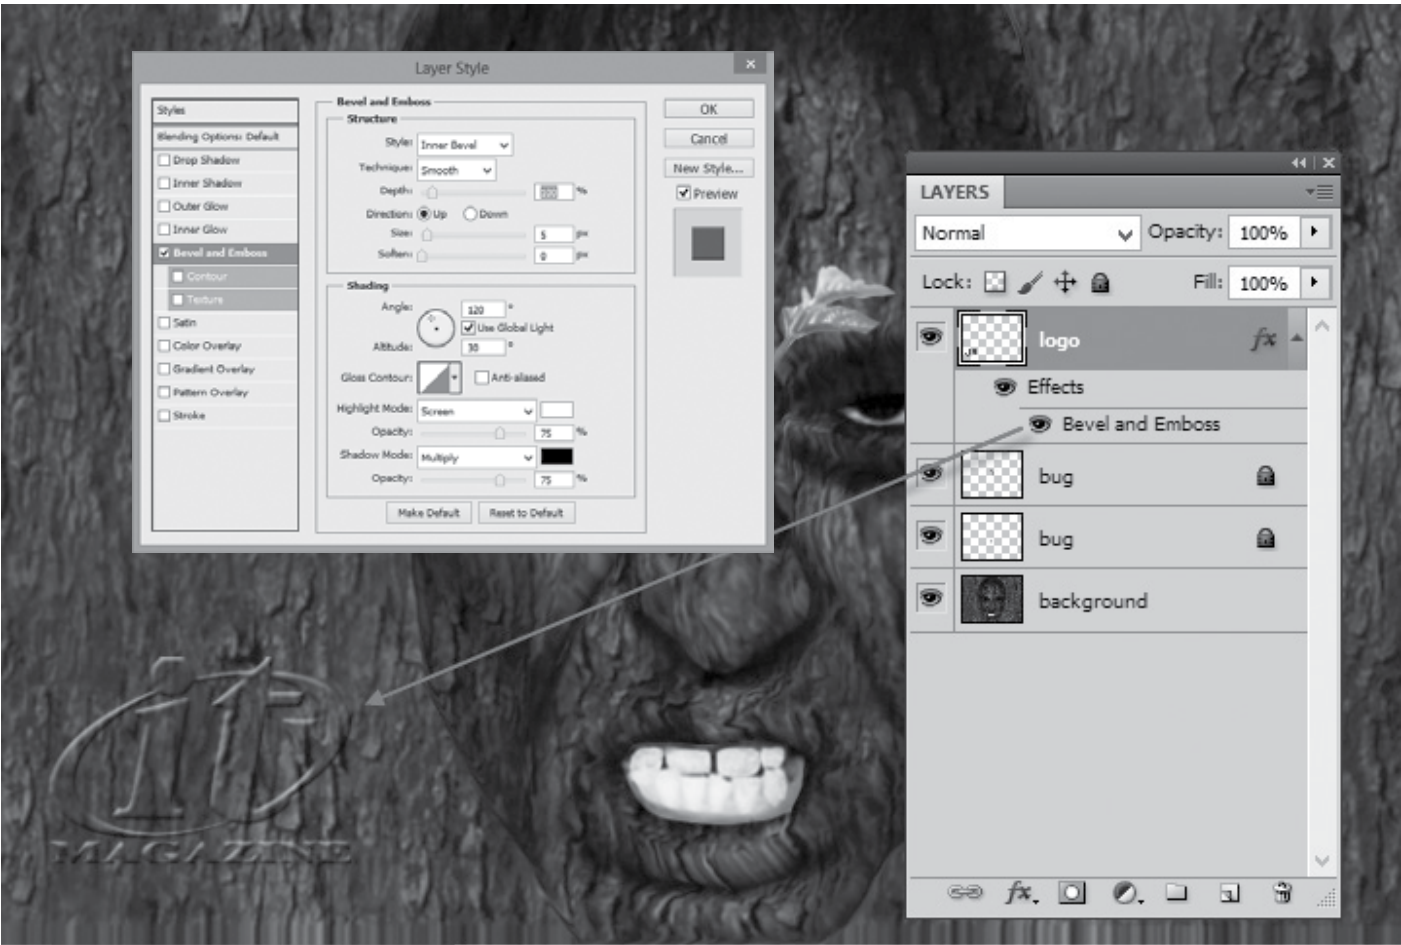 Layer Style
Styles
Blending Options: Default
Drop Shadow
Inner Shadow
Outer Glow
Inner Glow
Bevel and Emboss
Contour
Texture
Satin
Color Overlay
Gradient Overlay
Pattern Overlay
Stroke
Bevel and Emboss
Structure
Style: Inner Bevel
Technique: Smooth
Depth: %
Direction: Up Down
Size: 5 px
Soften: 0 px
Shading
Angle: 120 °
Use Global Light
Altitude: 30 °
Gloss Contour: Anti-aliased
Highlight Mode: Screen
Opacity: 75 %
Shadow Mode: Multiply
Opacity: 75 %
Make Default Reset to Default
OK
Cancel
New Style...
Preview
LAYERS
Normal Opacity: 100%
Lock: Fill: 100%
logo fx
Effects
Bevel and Emboss
bug
bug
background
fx
it
MAGAZINE